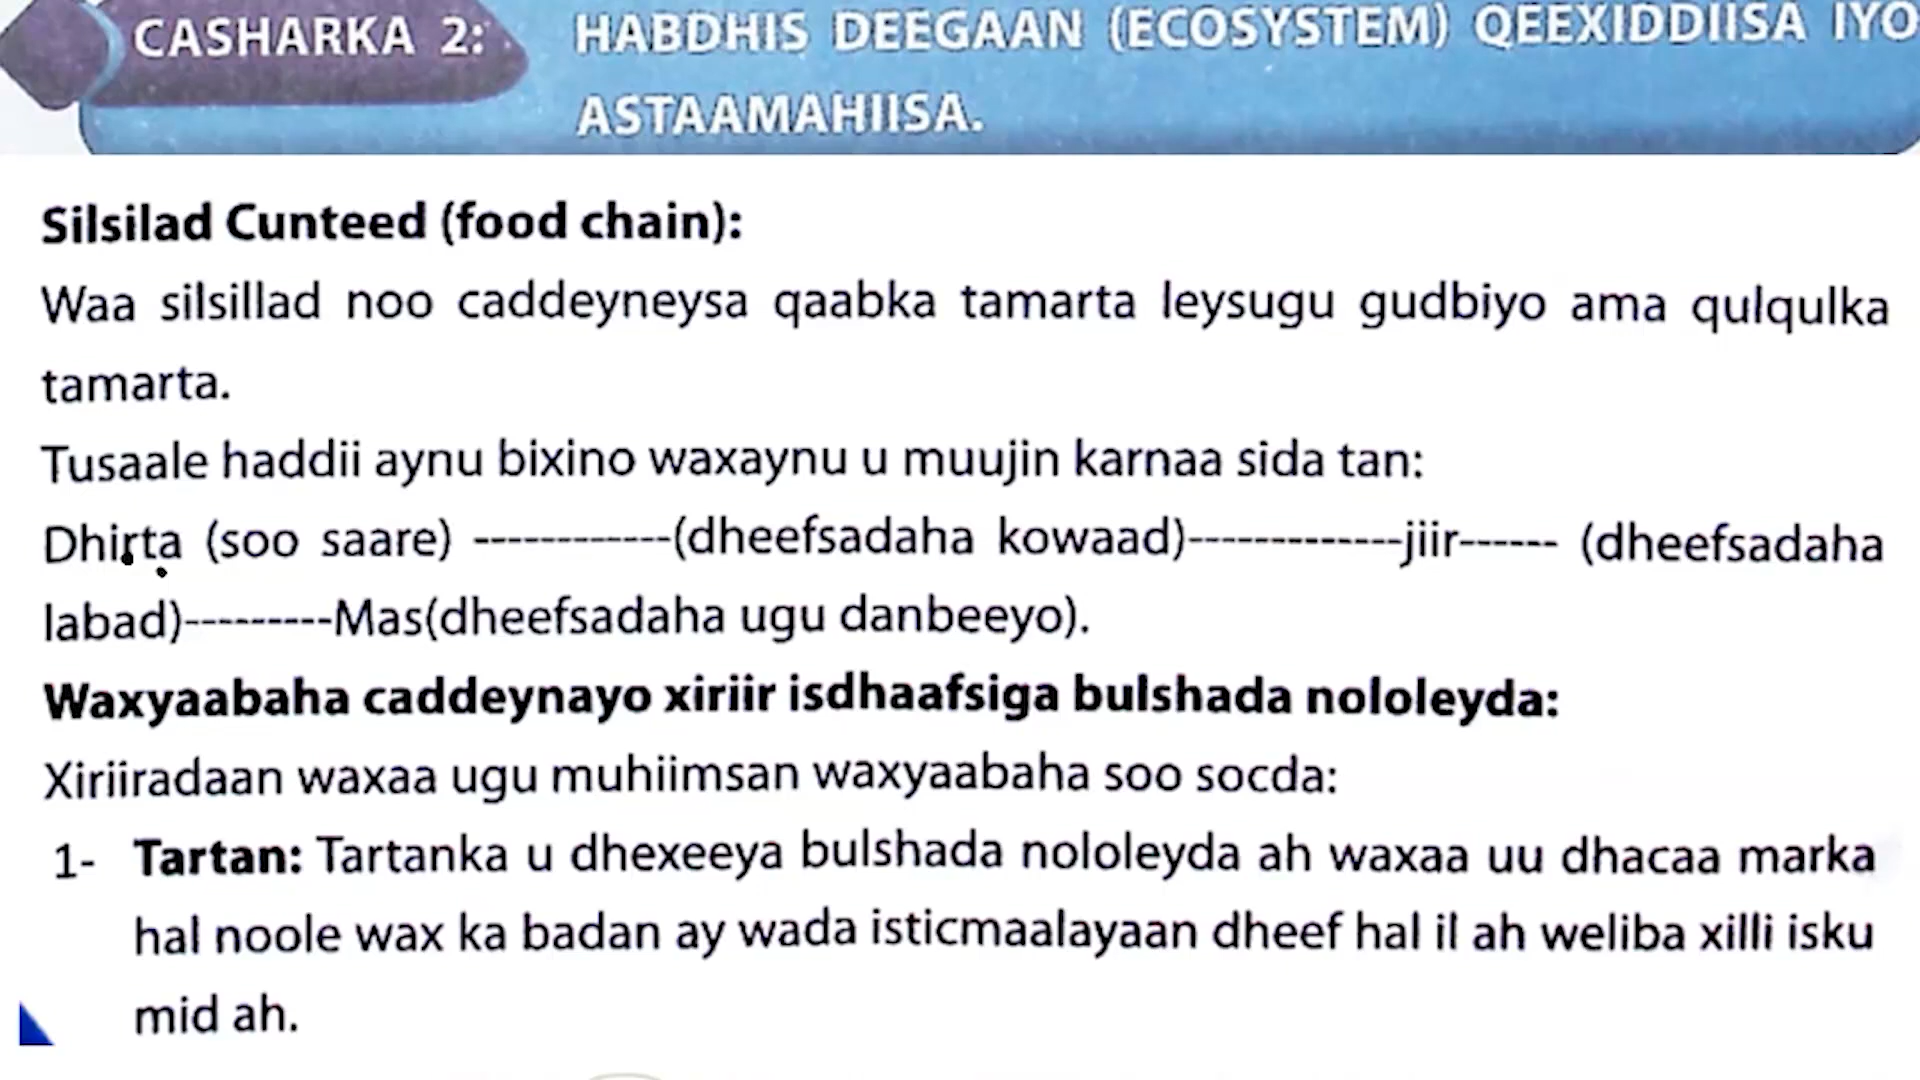 CASHARKA 2: HABDHIS DEEGAAN (ECOSYSTEM) QEEXIDDIISA IYO
ASTAAMAHIISA.
Silsilad Cunteed (food chain):
Waa silsillad noo caddeyneysa qaabka tamarta leysugu gudbiyo ama qulqulka
tamarta.
Tusaale haddii aynu bixino waxaynu u muujin karnaa sida tan:
Dhirta (soo saare) ------------(dheefsadaha kowaad)-------------jiir------ (dheefsadaha
labad)---------Mas(dheefsadaha ugu danbeeyo).
Waxyaabaha caddeynayo xiriir isdhaafsiga bulshada nololeyda:
Xiriiradaan waxaa ugu muhiimsan waxyaabaha soo socda:
1- Tartan: Tartanka u dhexeeya bulshada nololeyda ah waxaa uu dhacaa marka
hal noole wax ka badan ay wada isticmaalayaan dheef hal il ah weliba xilli isku
mid ah.